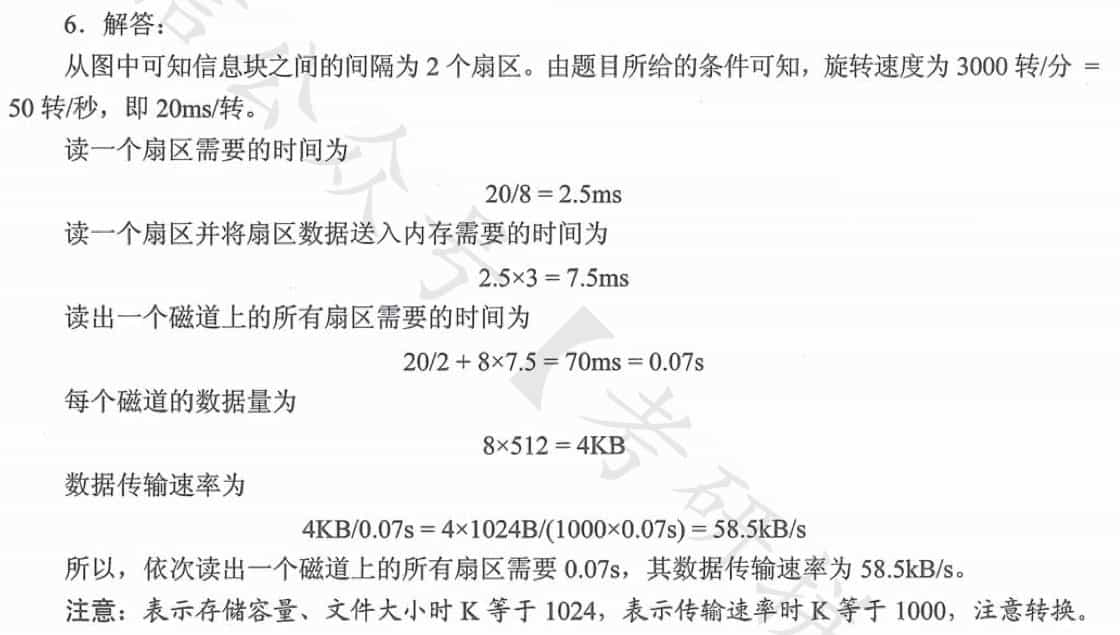 6. 解答：
从图中可知信息块之间的间隔为 2 个扇区。由题目所给的条件可知，旋转速度为 3000 转/分 =
50 转/秒，即 20ms/转。
读一个扇区需要的时间为
20/8 = 2.5ms
读一个扇区并将扇区数据送入内存需要的时间为
2.5×3 = 7.5ms
读出一个磁道上的所有扇区需要的时间为
20/2 + 8×7.5 = 70ms = 0.07s
每个磁道的数据量为
8×512 = 4KB
数据传输速率为
4KB/0.07s = 4×1024B/(1000×0.07s) = 58.5kB/s
所以，依次读出一个磁道上的所有扇区需要 0.07s，其数据传输速率为 58.5kB/s。
注意：表示存储容量、文件大小时 K 等于 1024，表示传输速率时 K 等于 1000，注意转换。
信公众号【考研